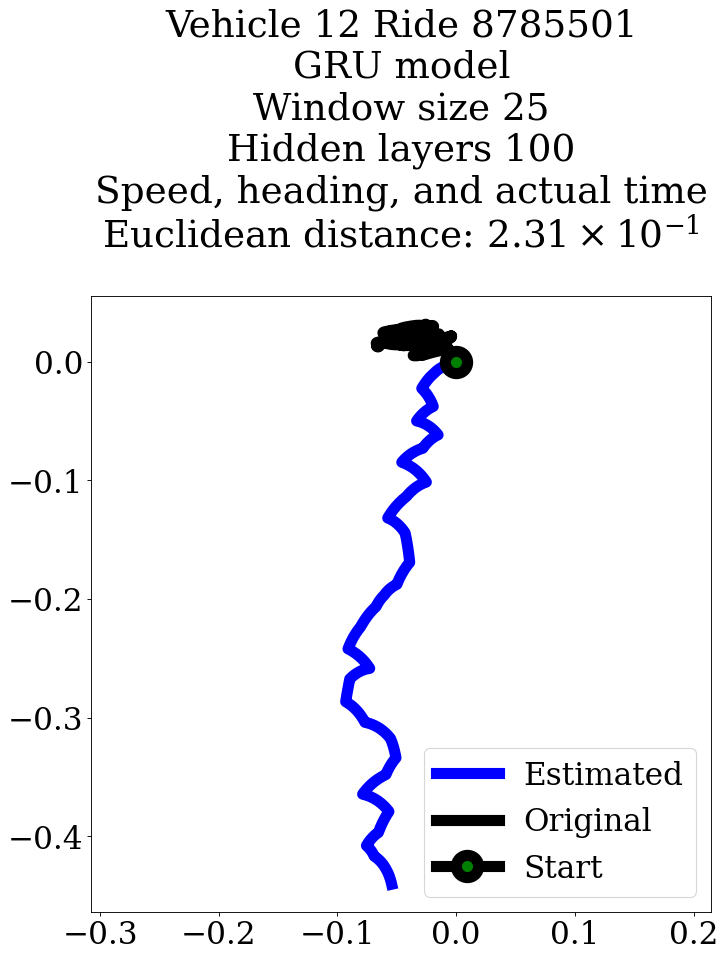 Vehicle 12 Ride 8785501
GRU model
Window size 25
Hidden layers 100
Speed, heading, and actual time
Euclidean distance: 2.31 × 10⁻¹
0.0
−0.1
−0.2
−0.3
−0.4
Estimated
Original
Start
−0.3 −0.2 −0.1 0.0 0.1 0.2